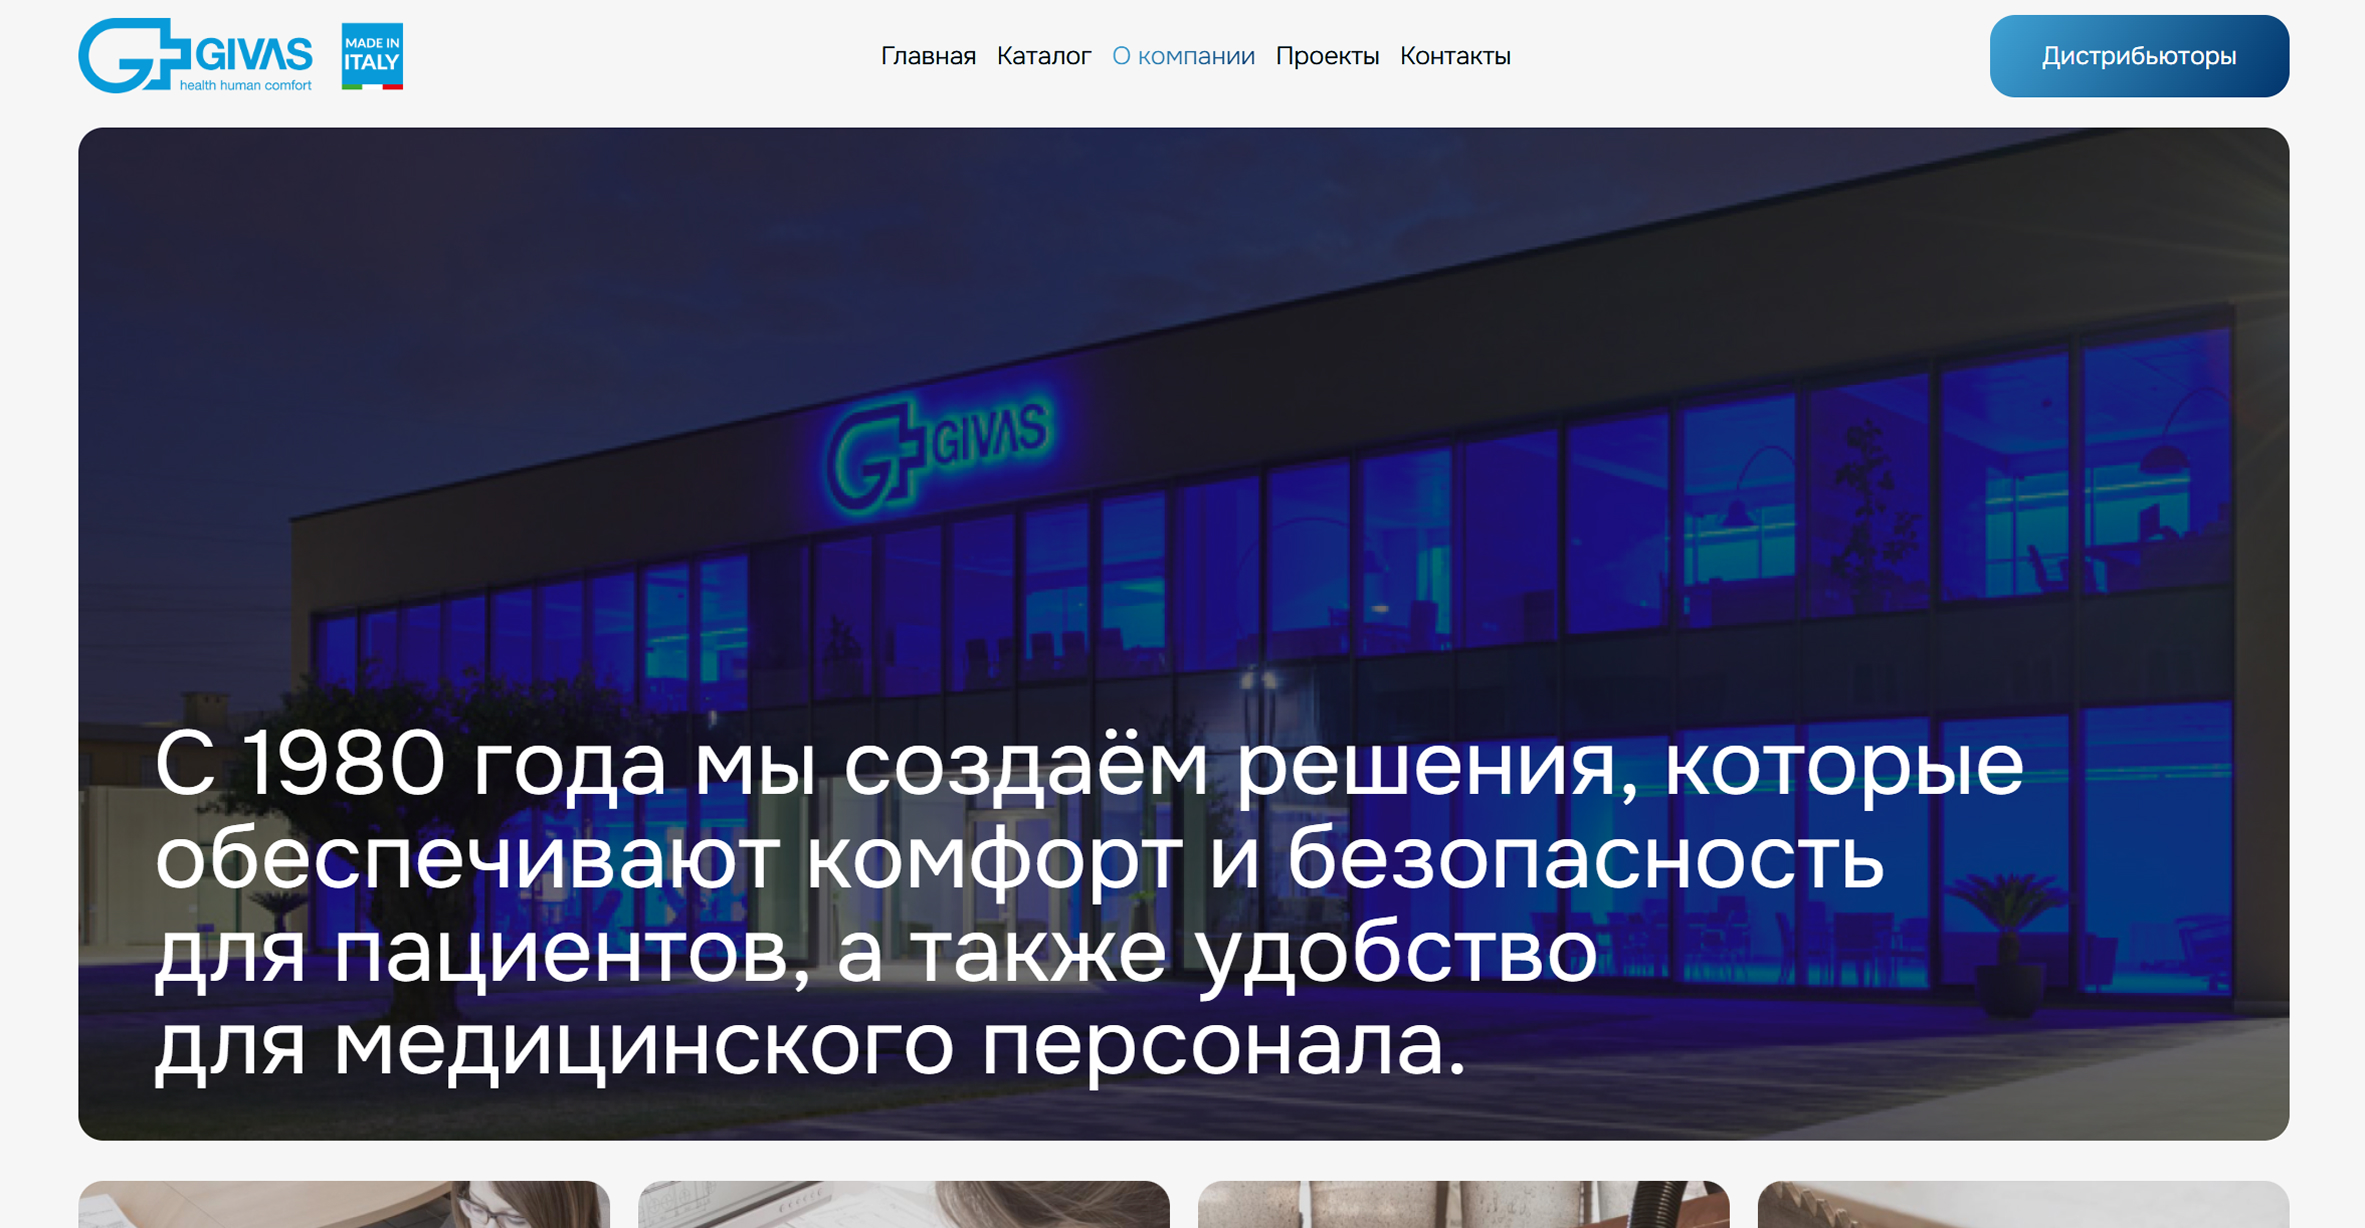 GIVAS
health human comfort
MADE IN
ITALY
Главная Каталог О компании Проекты Контакты
Дистрибьюторы
GIVAS
С 1980 года мы создаём решения, которые
обеспечивают комфорт и безопасность
для пациентов, а также удобство
для медицинского персонала.